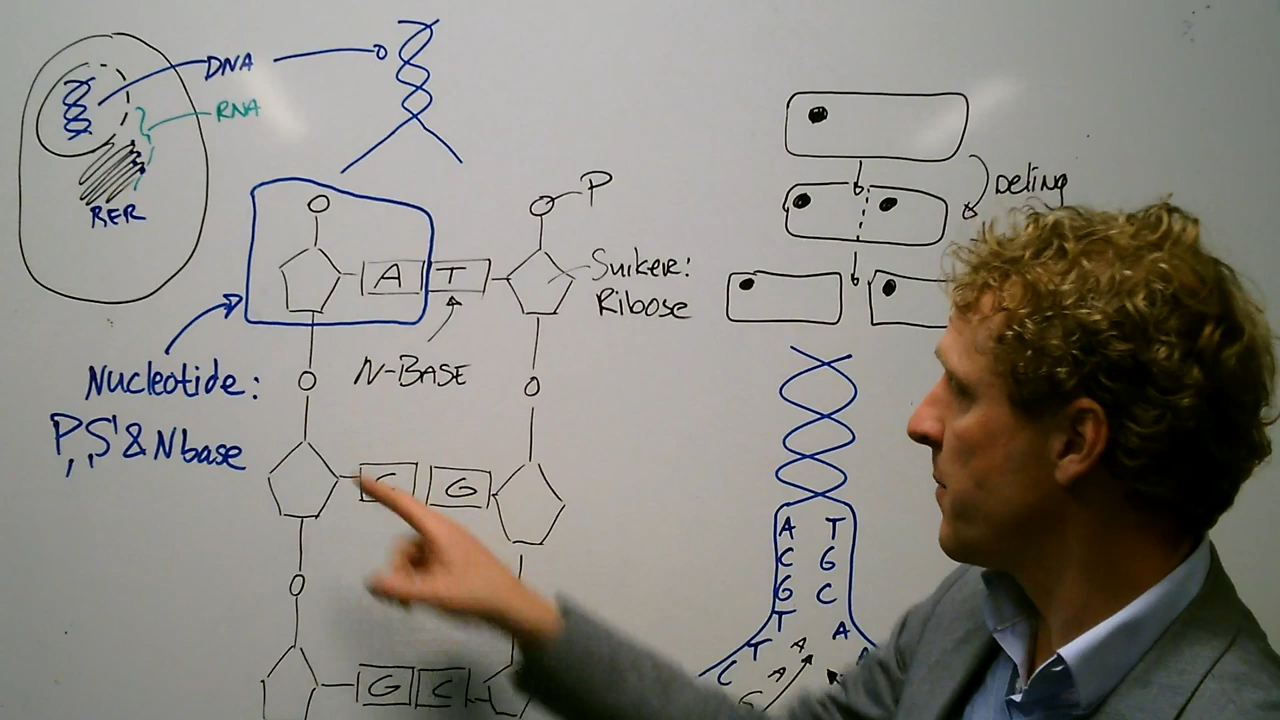 DNA
RNA
RER
P
A T
Suiker:
Ribose
N-BASE
Nucleotide:
P, S & Nbase
G
G C
Deling
A T
C G
G C
T A
T A
C A